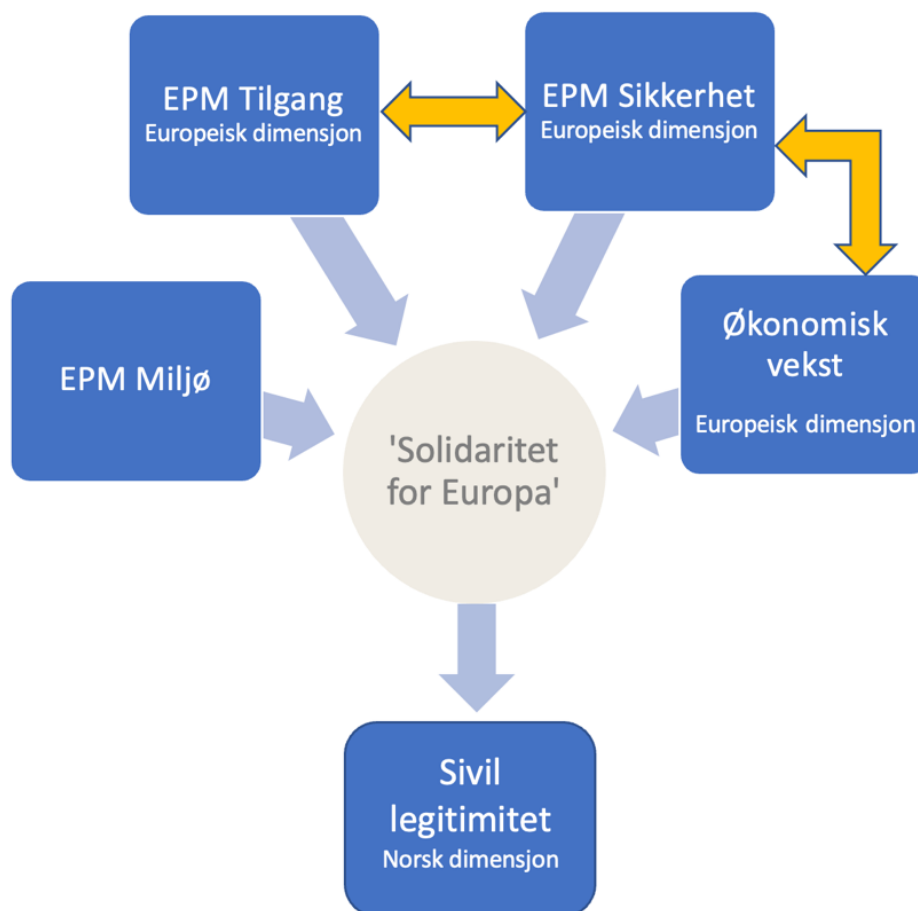 EPM Tilgang
Europeisk dimensjon
EPM Sikkerhet
Europeisk dimensjon
EPM Miljø
Økonomisk
vekst
Europeisk dimensjon
'Solidaritet
for Europa'
Sivil
legitimitet
Norsk dimensjon